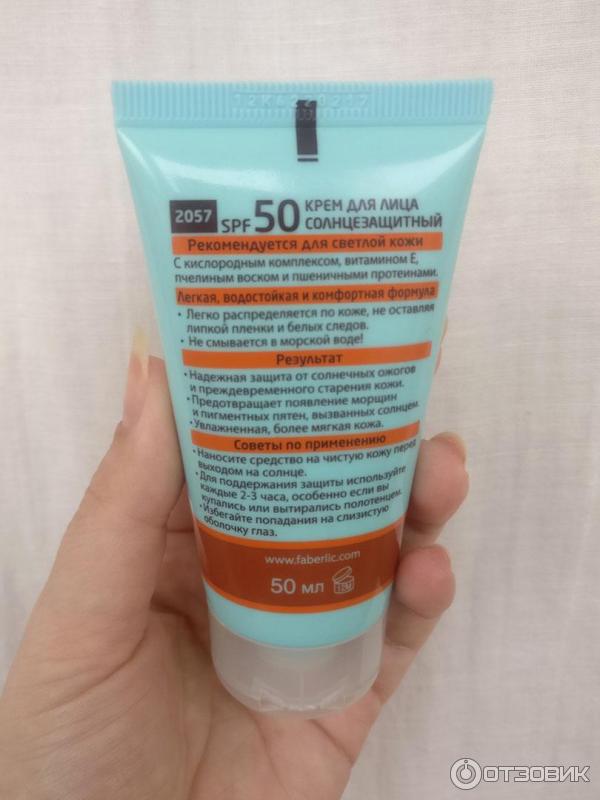 2057 SPF 50 КРЕМ ДЛЯ ЛИЦА
СОЛНЦЕЗАЩИТНЫЙ
Рекомендуется для светлой кожи
С кислородным комплексом, витамином Е,
пчелиным воском и пшеничными протеинами.
Легкая, водостойкая и комфортная формула
• Легко распределяется по коже, не оставляя
липкой пленки и белых следов.
• Не смывается в морской воде!
Результат
• Надежная защита от солнечных ожогов
и преждевременного старения кожи.
• Предотвращает появление морщин
и пигментных пятен, вызванных солнцем.
• Увлажненная, более мягкая кожа.
Советы по применению
• Наносите средство на чистую кожу перед
выходом на солнце.
• Для поддержания защиты используйте
каждые 2-3 часа, особенно если вы
купались или вытирались полотенцем.
• Избегайте попадания на слизистую
оболочку глаз.
www.faberlic.com
50 мл 12M
ОТЗОВИК